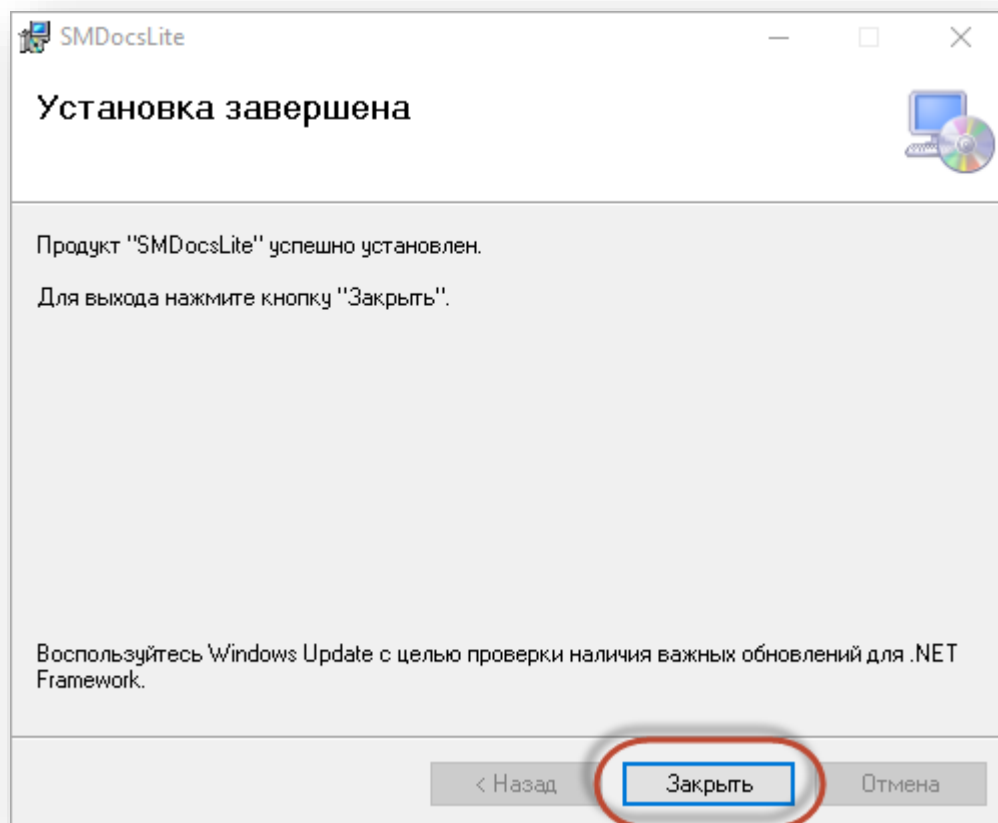 SMDocsLite
Установка завершена
Продукт "SMDocsLite" успешно установлен.
Для выхода нажмите кнопку "Закрыть".
Воспользуйтесь Windows Update с целью проверки наличия важных обновлений для .NET
Framework.
< Назад Закрыть Отмена